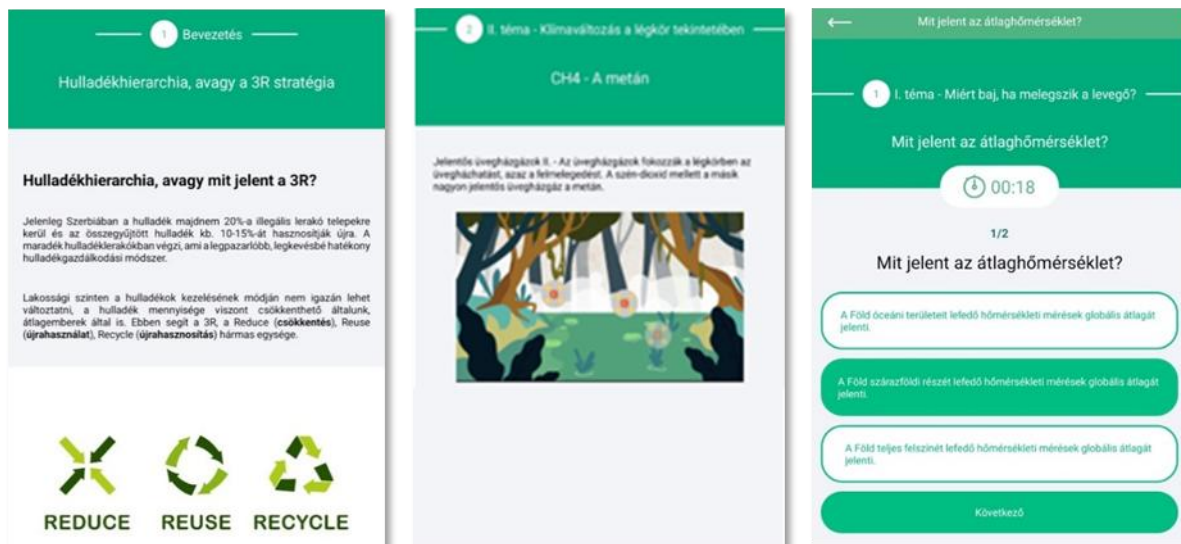 1 Bevezetés
Hulladékhierarchia, avagy a 3R stratégia
Hulladékhierarchia, avagy mit jelent a 3R?
Jelenleg Szerbiában a hulladék majdnem 20%-a illegális lerakó telepekre
kerül és az összegyűjtött hulladék kb. 10-15%-át hasznosítják újra. A
maradék hulladéklerakókban végzi, ami a legpazarlóbb, legkevésbé hatékony
hulladékgazdálkodási módszer.
Lakossági szinten a hulladékok kezelésének módján nem igazán lehet
változtatni, a hulladék mennyisége viszont csökkenthető általunk,
átlagemberek által is. Ebben segít a 3R, a Reduce (csökkentés), Reuse
(újrahasználat), Recycle (újrahasznosítás) hármas egysége.
REDUCE REUSE RECYCLE
2 II. téma - Klímaváltozás a légkör tekintetében
CH4 - A metán
Jelentős üvegházgázok II. - Az üvegházgázok fokozzák a légkörben az
üvegházhatást, azaz a felmelegedést. A szén-dioxid mellett a másik
nagyon jelentős üvegházgáz a metán.
Mit jelent az átlaghőmérséklet?
1 I. téma - Miért baj, ha melegszik a levegő?
Mit jelent az átlaghőmérséklet?
00:18
1/2
Mit jelent az átlaghőmérséklet?
A Föld óceáni területeit lefedő hőmérsékleti mérések globális átlagát
jelenti.
A Föld szárazföldi részét lefedő hőmérsékleti mérések globális átlagát
jelenti.
A Föld teljes felszínét lefedő hőmérsékleti mérések globális átlagát
jelenti.
Következő